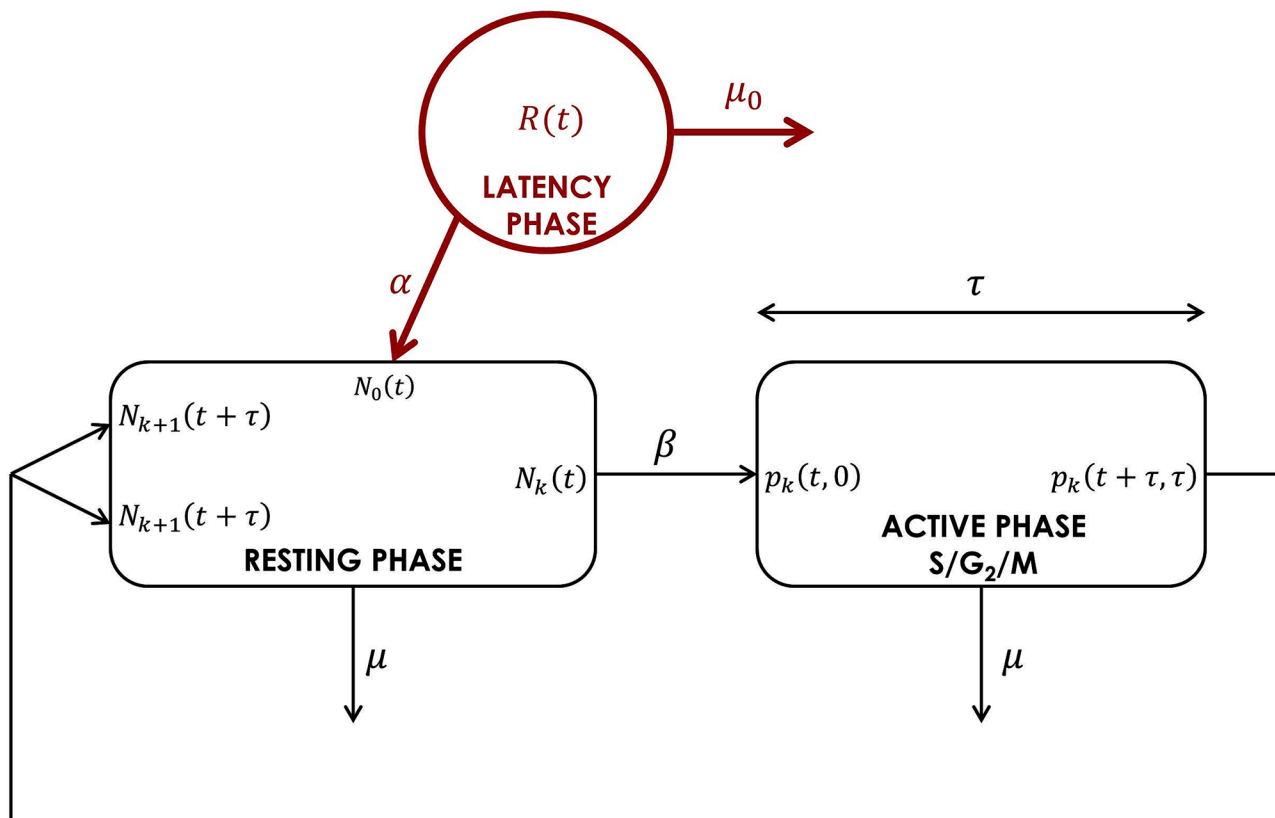 R(t)
μ₀
LATENCY
PHASE
α
τ
N₀(t)
Nₖ₊₁(t + τ)
β
Nₖ(t)
pₖ(t, 0)
pₖ(t + τ, τ)
Nₖ₊₁(t + τ)
ACTIVE PHASE
S/G₂/M
RESTING PHASE
μ
μ